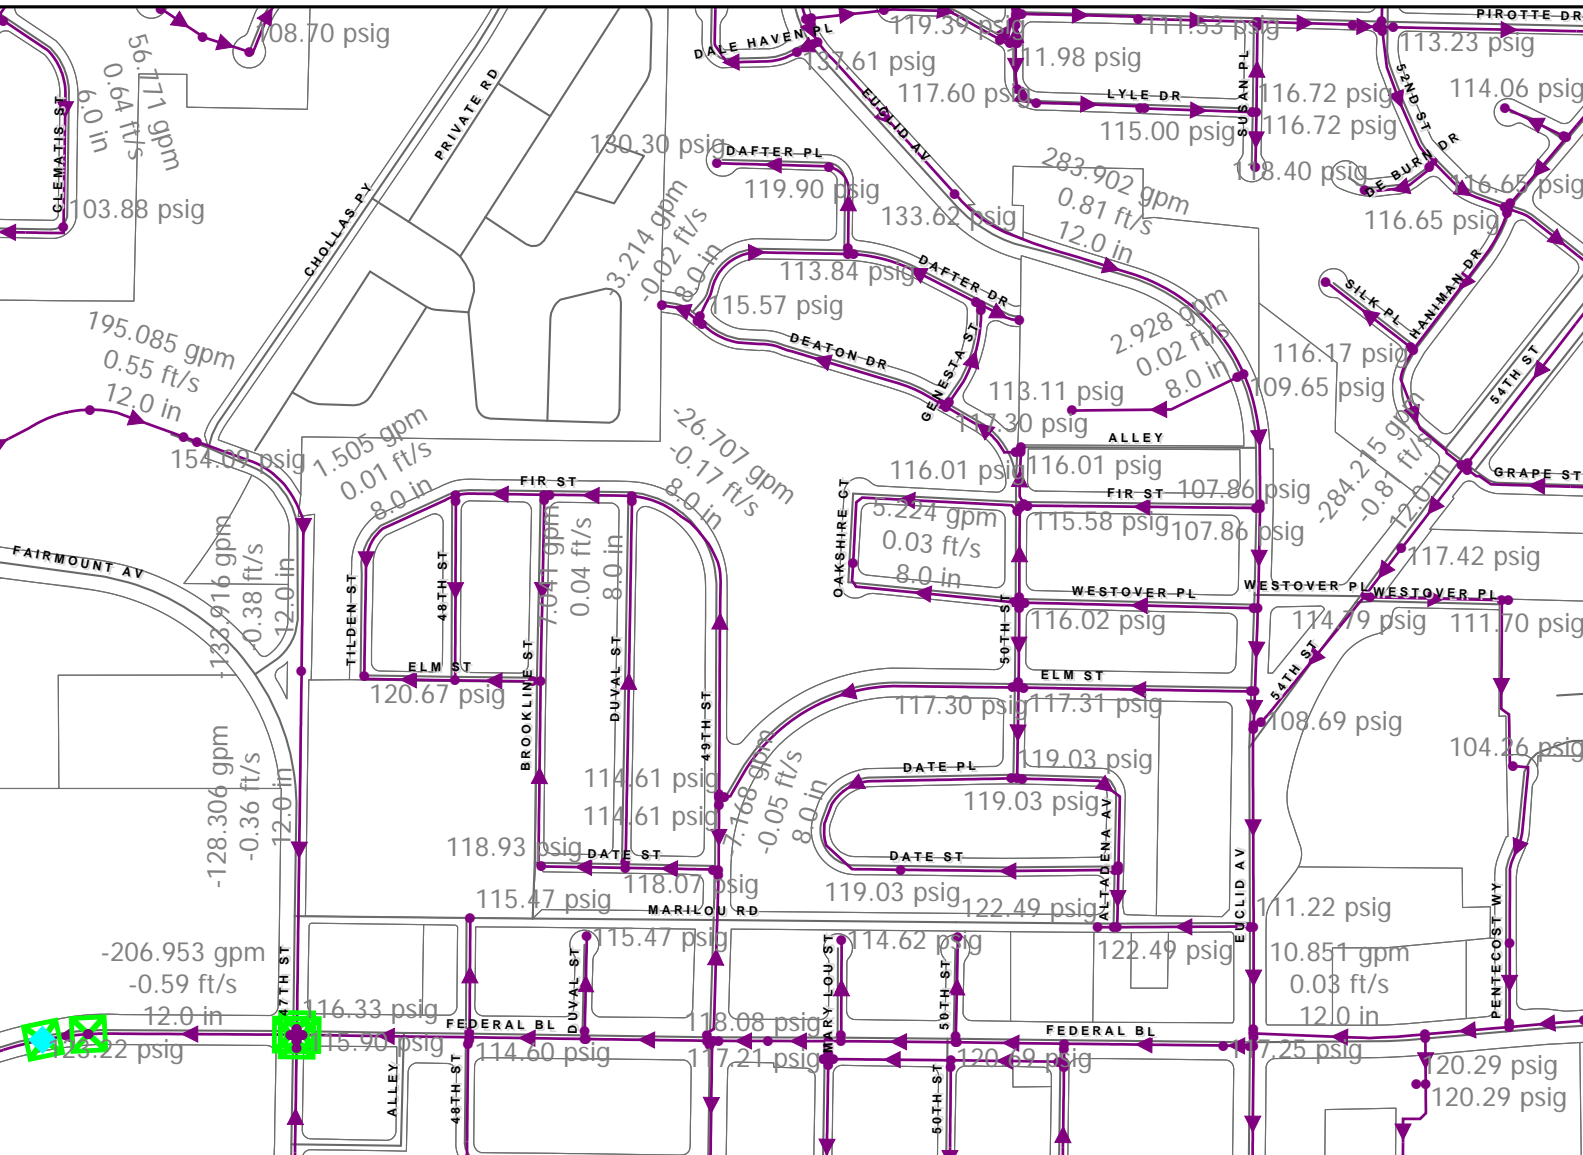 PIROTTE DR
108.70 psig
119.39 psig
111.53 psig
113.23 psig
DALE HAVEN PL
137.61 psig
111.98 psig
117.60 psig
LYLE DR
115.00 psig
SUSAN PL
116.72 psig
116.72 psig
118.40 psig
52ND ST
114.06 psig
DE BURN DR
116.65 psig
116.65 psig
56.771 gpm
0.64 ft/s
6.0 in
CLEMATIS ST
103.88 psig
PRIVATE RD
CHOLLAS PY
EUCLID AV
130.30 psig
DAFTER PL
119.90 psig
133.62 psig
283.902 gpm
0.81 ft/s
12.0 in
-3.214 gpm
-0.02 ft/s
8.0 in
113.84 psig
DAFTER DR
115.57 psig
DEATON DR
GENESTA ST
SILK PL
HANIMAN DR
54TH ST
116.17 psig
2.928 gpm
0.02 ft/s
8.0 in
113.11 psig
109.65 psig
117.30 psig
195.085 gpm
0.55 ft/s
12.0 in
154.09 psig
1.505 gpm
0.01 ft/s
8.0 in
-26.707 gpm
-0.17 ft/s
8.0 in
ALLEY
116.01 psig
116.01 psig
-284.215 gpm
-0.81 ft/s
12.0 in
GRAPE ST
FIR ST
FIR ST
107.86 psig
115.58 psig
107.86 psig
OAKSHIRE CT
5.224 gpm
0.03 ft/s
8.0 in
117.42 psig
FAIRMOUNT AV
-133.916 gpm
-0.38 ft/s
12.0 in
TILDEN ST
48TH ST
7.041 gpm
0.04 ft/s
8.0 in
WESTOVER PL
WESTOVER PL
WESTOVER PL
116.02 psig
114.79 psig
111.70 psig
50TH ST
ELM ST
120.67 psig
BROOKLINE ST
DUVAL ST
49TH ST
ELM ST
117.30 psig
117.31 psig
54TH ST
108.69 psig
104.26 psig
-128.306 gpm
-0.36 ft/s
12.0 in
114.61 psig
114.61 psig
-7.168 gpm
-0.05 ft/s
8.0 in
119.03 psig
DATE PL
119.03 psig
ALTADENA AV
118.93 psig
DATE ST
118.07 psig
DATE ST
119.03 psig
EUCLID AV
115.47 psig
MARILOU RD
122.49 psig
122.49 psig
111.22 psig
PENTECOST WY
-206.953 gpm
-0.59 ft/s
12.0 in
47TH ST
115.47 psig
DUVAL ST
MARY LOU ST
114.62 psig
50TH ST
10.851 gpm
0.03 ft/s
12.0 in
116.33 psig
FEDERAL BL
118.08 psig
FEDERAL BL
115.90 psig
114.60 psig
117.21 psig
120.69 psig
117.25 psig
120.29 psig
120.29 psig
ALLEY
48TH ST
50TH ST